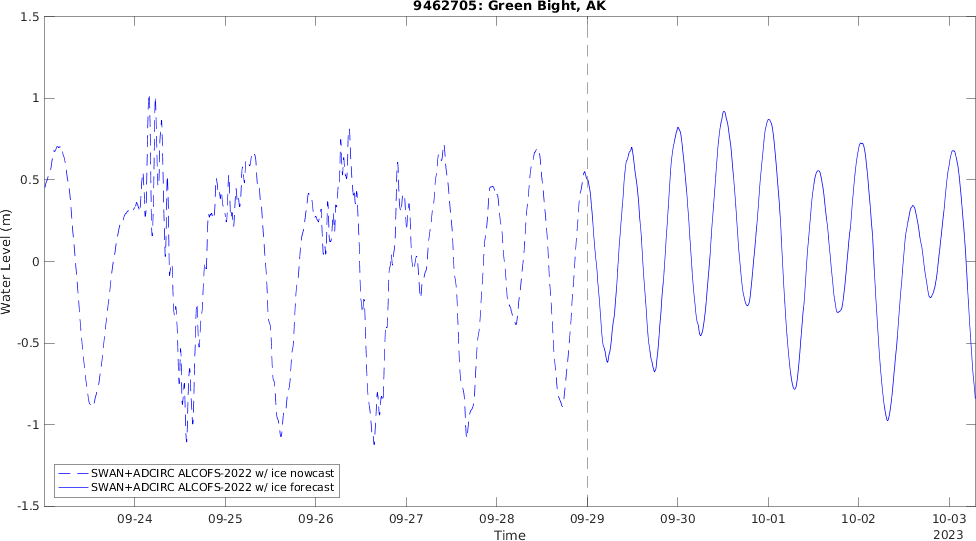 9462705: Green Bight, AK
1.5
1
0.5
0
-0.5
-1
-1.5
Water Level (m)
SWAN+ADCIRC ALCOFS-2022 w/ ice nowcast
SWAN+ADCIRC ALCOFS-2022 w/ ice forecast
09-24 09-25 09-26 09-27 09-28 09-29 09-30 10-01 10-02 10-03
2023
Time